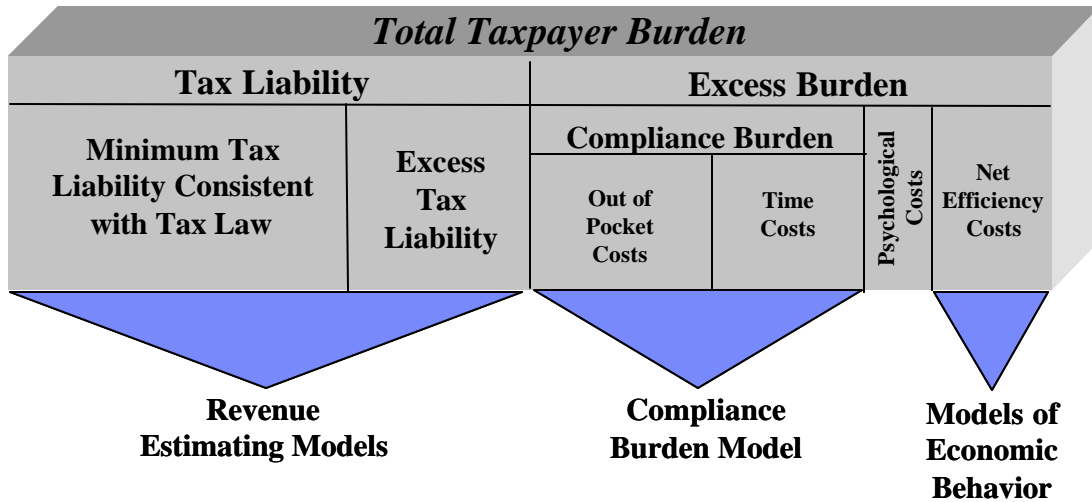 Total Taxpayer Burden
Tax Liability
Excess Burden
Minimum Tax
Liability Consistent
with Tax Law
Excess
Tax
Liability
Compliance Burden
Out of
Pocket
Costs
Time
Costs
Psychological
Costs
Net
Efficiency
Costs
Revenue
Estimating Models
Compliance
Burden Model
Models of
Economic
Behavior